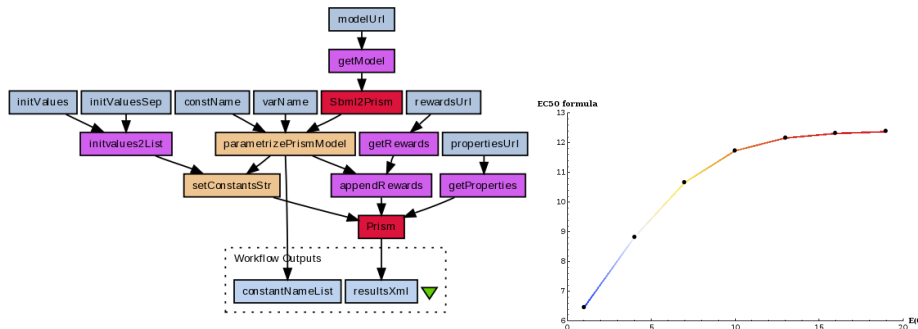 modelUrl
getModel
initValues
initValuesSep
constName
varName
Sbml2Prism
rewardsUrl
initvalues2List
parametrizePrismModel
getRewards
propertiesUrl
setConstantsStr
appendRewards
getProperties
Prism
Workflow Outputs
constantNameList
resultsXml
EC50 formula
13
12
11
10
9
8
7
6
0
5
10
15
20